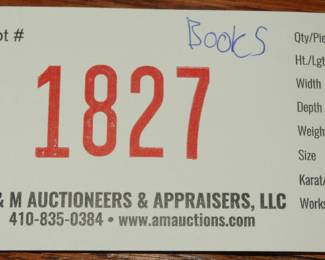 ot #
BOOKS
1827
& M AUCTIONEERS & APPRAISERS, LLC
410-835-0384 • www.amauctions.com
Qty/Pie
Ht./Lgt
Width
Depth
Weigh
Size
Karat/
Works